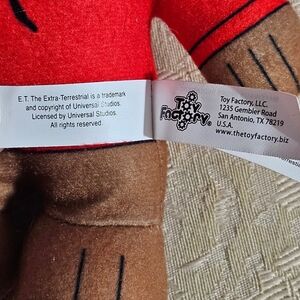 E.T. The Extra-Terrestrial is a trademark
and copyright of Universal Studios.
Licensed by Universal Studios.
All rights reserved.
Toy
Factory®
Toy Factory, LLC.
1235 Gembler Road
San Antonio, TX 78219
U.S.A.
www.thetoyfactory.biz